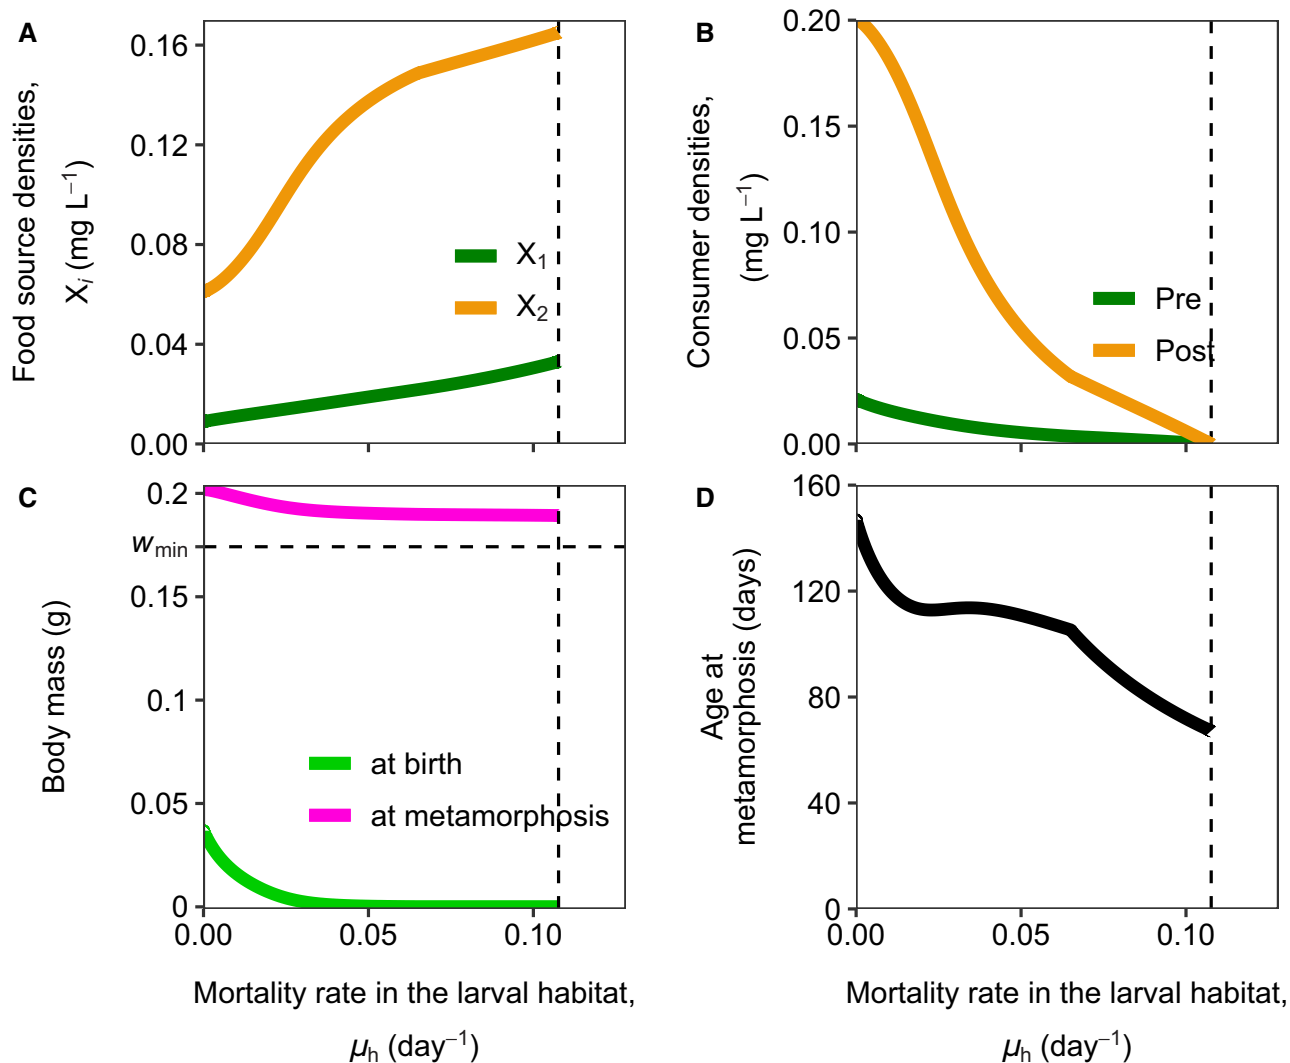 A
Food source densities,
X𝑖 (mg L⁻¹)
0.16
0.12
0.08
0.04
0.00
X₁
X₂
B
Consumer densities,
(mg L⁻¹)
0.20
0.15
0.10
0.05
0.00
Pre
Post
C
Body mass (g)
0.2
w_min
0.15
0.1
0.05
0
at birth
at metamorphosis
0.00 0.05 0.10
Mortality rate in the larval habitat,
μ_h (day⁻¹)
D
Age at
metamorphosis (days)
160
120
80
40
0
0.00 0.05 0.10
Mortality rate in the larval habitat,
μ_h (day⁻¹)